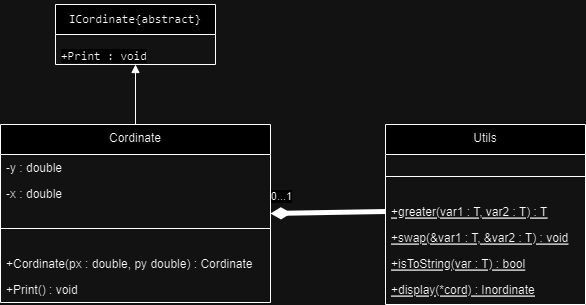 ICordinate{abstract}
+Print : void
Cordinate
-y : double
-x : double
+Cordinate(px : double, py double) : Cordinate
+Print() : void
0...1
Utils
+greater(var1 : T, var2 : T) : T
+swap(&var1 : T, &var2 : T) : void
+isToString(var : T) : bool
+display(*cord) : Inordinate